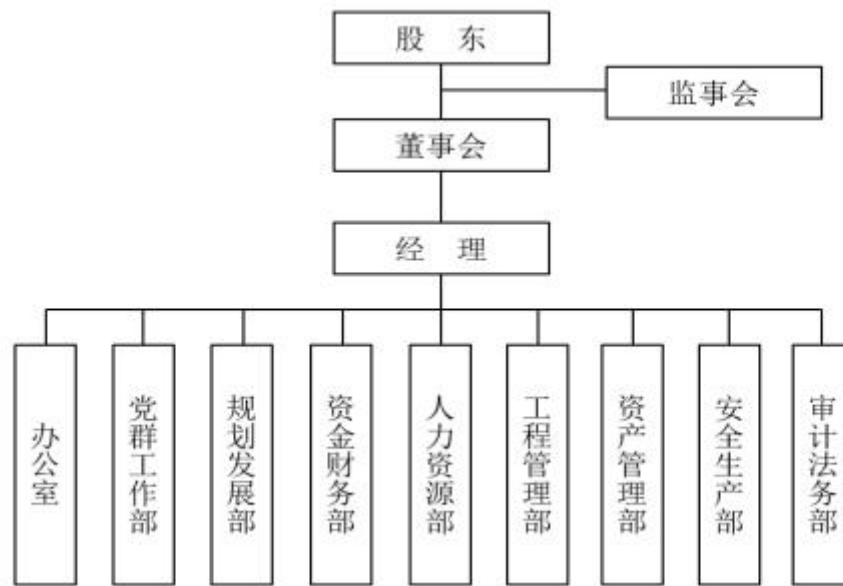 股 东
监事会
董事会
经 理
办公室
党群工作部
规划发展部
资金财务部
人力资源部
工程管理部
资产管理部
安全生产部
审计法务部